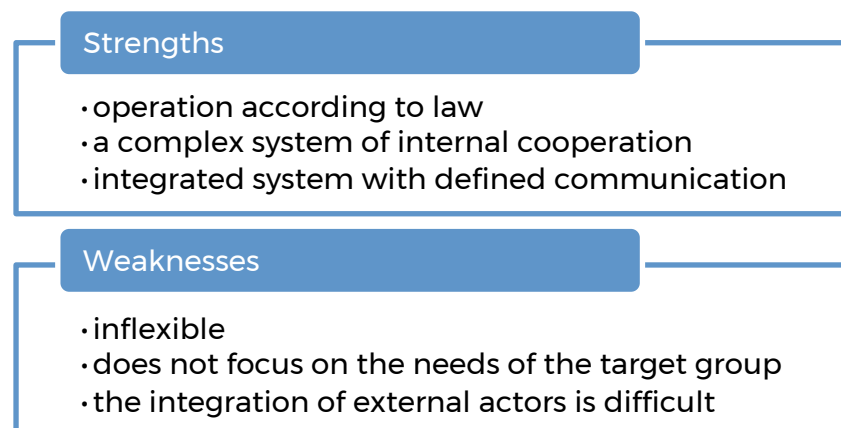 Strengths
•operation according to law
•a complex system of internal cooperation
•integrated system with defined communication
Weaknesses
•inflexible
•does not focus on the needs of the target group
•the integration of external actors is difficult